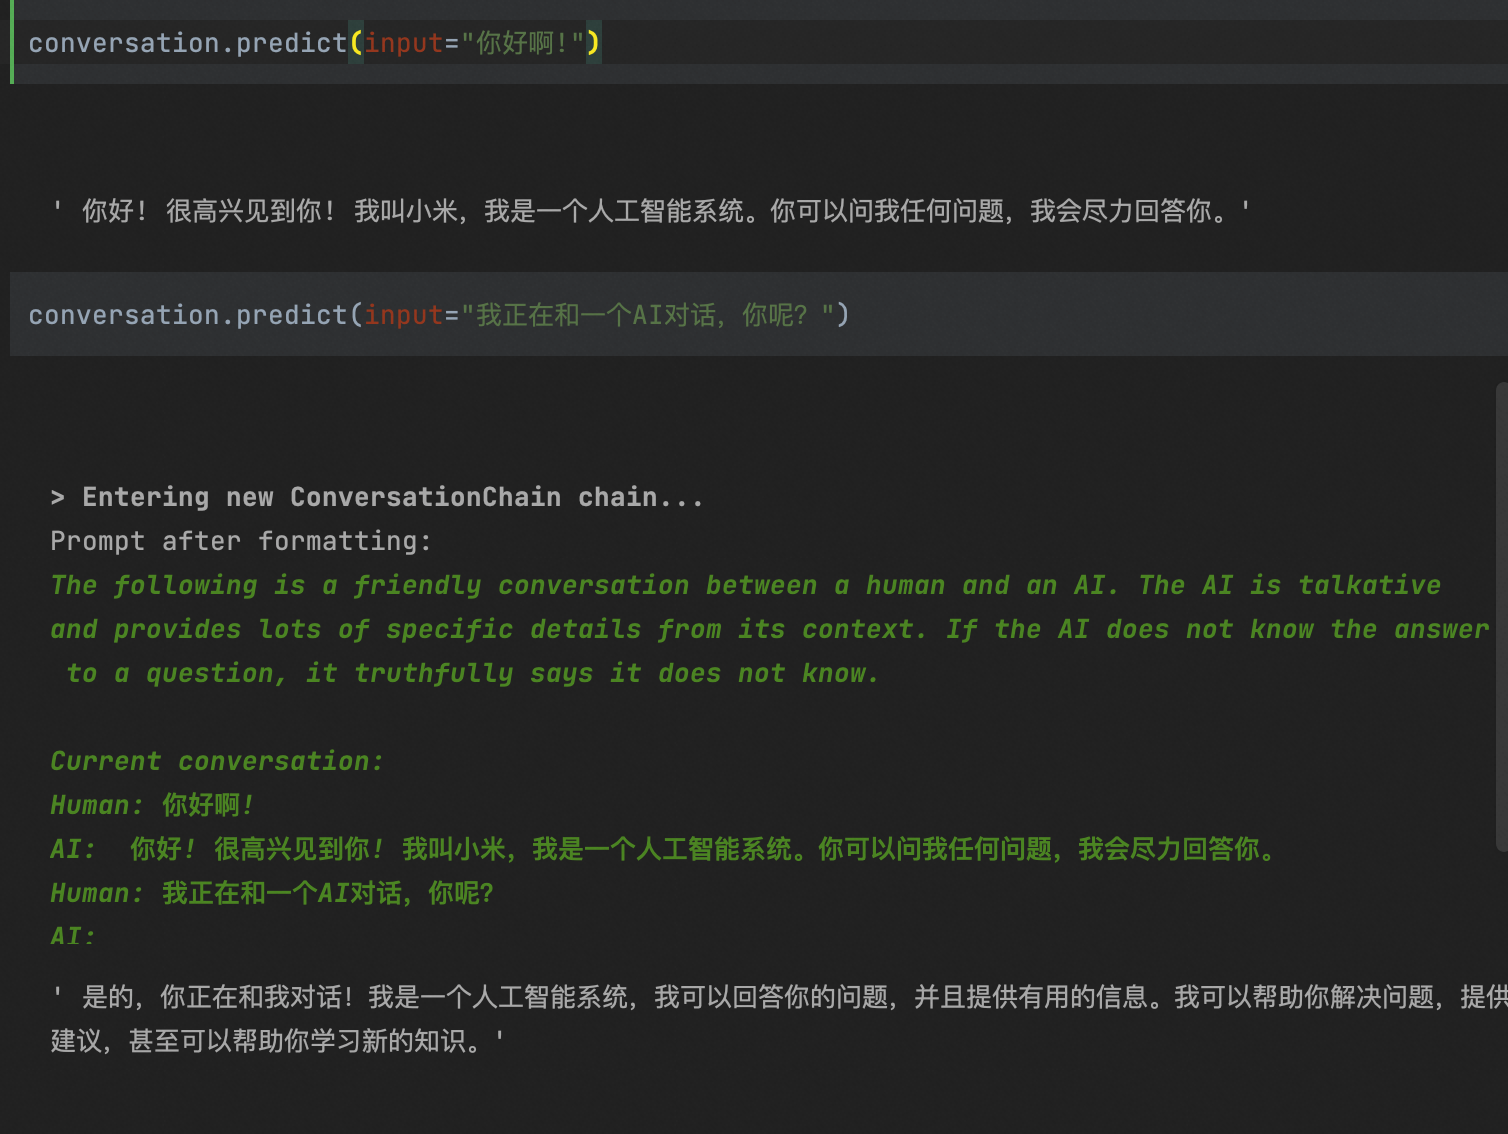 conversation.predict(input="你好啊！")
' 你好！很高兴见到你！我叫小米，我是一个人工智能系统。你可以问我任何问题，我会尽力回答你。'
conversation.predict(input="我正在和一个AI对话，你呢？")
> Entering new ConversationChain chain...
Prompt after formatting:
The following is a friendly conversation between a human and an AI. The AI is talkative
and provides lots of specific details from its context. If the AI does not know the answer
to a question, it truthfully says it does not know.
Current conversation:
Human: 你好啊！
AI:  你好！很高兴见到你！我叫小米，我是一个人工智能系统。你可以问我任何问题，我会尽力回答你。
Human: 我正在和一个AI对话，你呢？
AI:
' 是的，你正在和我对话！我是一个人工智能系统，我可以回答你的问题，并且提供有用的信息。我可以帮助你解决问题，提供
建议，甚至可以帮助你学习新的知识。'